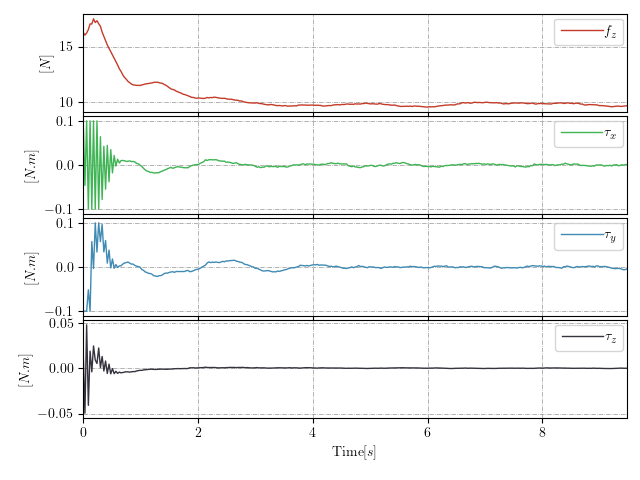 f_z
15
10
[N]
τ_x
0.1
0.0
−0.1
[N.m]
τ_y
0.1
0.0
−0.1
[N.m]
τ_z
0.05
0.00
−0.05
[N.m]
0 2 4 6 8
Time[s]